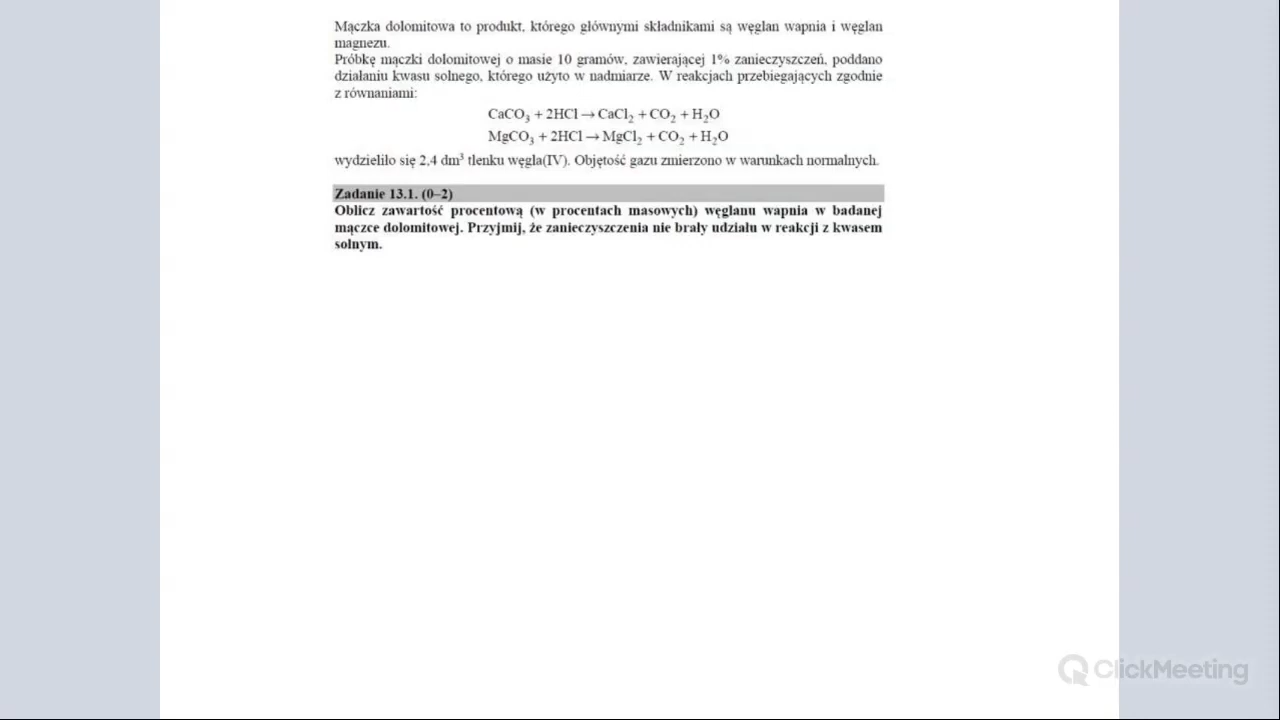 Mączka dolomitowa to produkt, którego głównymi składnikami są węglan wapnia i węglan
magnezu.
Próbkę mączki dolomitowej o masie 10 gramów, zawierającej 1% zanieczyszczeń, poddano
działaniu kwasu solnego, którego użyto w nadmiarze. W reakcjach przebiegających zgodnie
z równaniami:
CaCO₃ + 2HCl → CaCl₂ + CO₂ + H₂O
MgCO₃ + 2HCl → MgCl₂ + CO₂ + H₂O
wydzieliło się 2,4 dm³ tlenku węgla(IV). Objętość gazu zmierzono w warunkach normalnych.
Zadanie 13.1. (0–2)
Oblicz zawartość procentową (w procentach masowych) węglanu wapnia w badanej
mączce dolomitowej. Przyjmij, że zanieczyszczenia nie brały udziału w reakcji z kwasem
solnym.
ClickMeeting